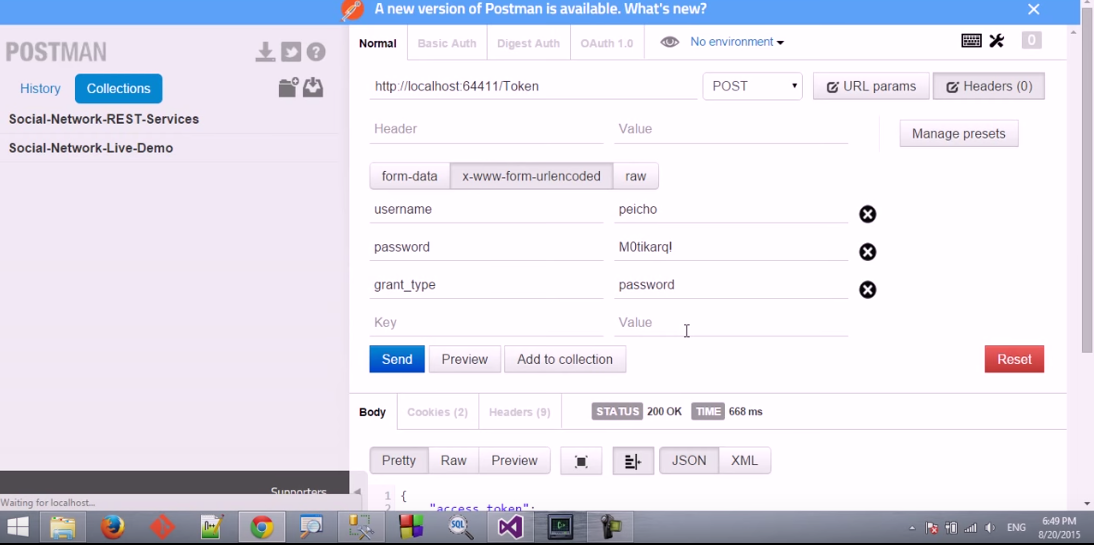 A new version of Postman is available. What's new?
POSTMAN
Normal
Basic Auth
Digest Auth
OAuth 1.0
No environment
0
History
Collections
http://localhost:64411/Token
POST
URL params
Headers (0)
Social-Network-REST-Services
Header
Value
Manage presets
Social-Network-Live-Demo
form-data
x-www-form-urlencoded
raw
username
peicho
password
M0tikarq!
grant_type
password
Key
Value
Send
Preview
Add to collection
Reset
Body
Cookies (2)
Headers (9)
STATUS 200 OK
TIME 668 ms
Pretty
Raw
Preview
JSON
XML
Supporters
1 {
2 "access_token":
Waiting for localhost...
SQL
ENG
6:49 PM
8/20/2015